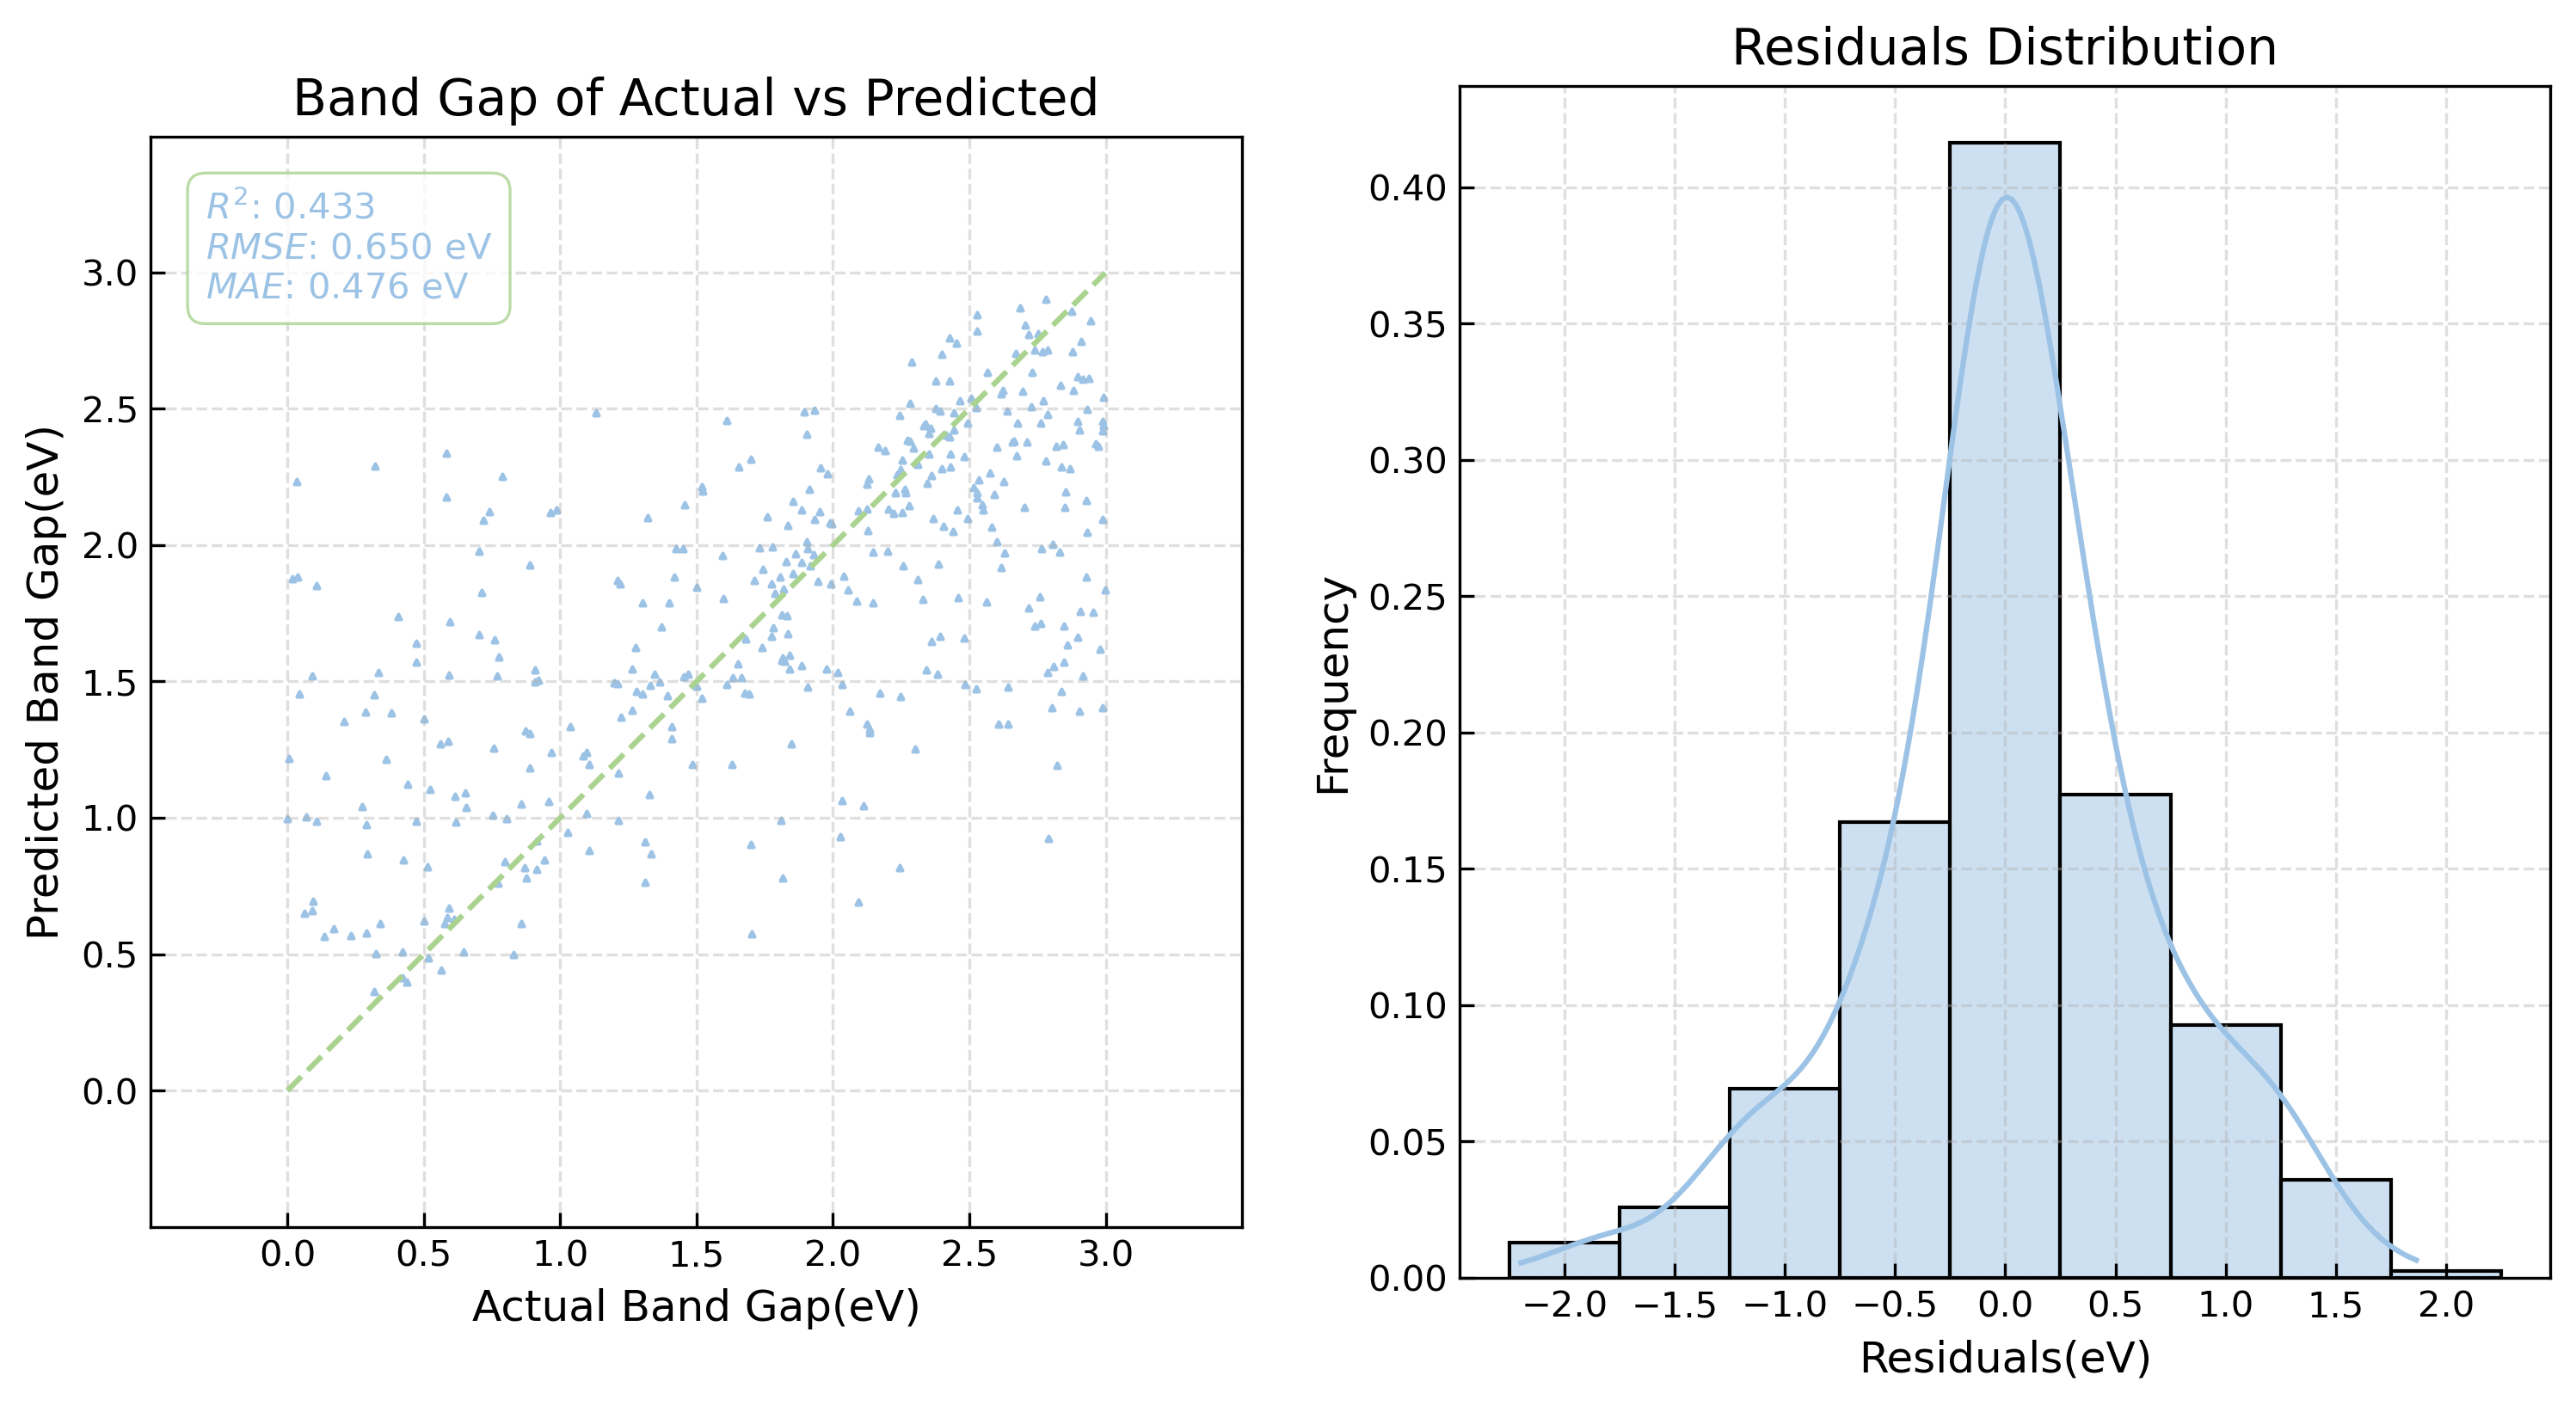 Band Gap of Actual vs Predicted
R²: 0.433
RMSE: 0.650 eV
MAE: 0.476 eV
Predicted Band Gap(eV)
3.0
2.5
2.0
1.5
1.0
0.5
0.0
0.0 0.5 1.0 1.5 2.0 2.5 3.0
Actual Band Gap(eV)
Residuals Distribution
Frequency
0.40
0.35
0.30
0.25
0.20
0.15
0.10
0.05
0.00
−2.0 −1.5 −1.0 −0.5 0.0 0.5 1.0 1.5 2.0
Residuals(eV)